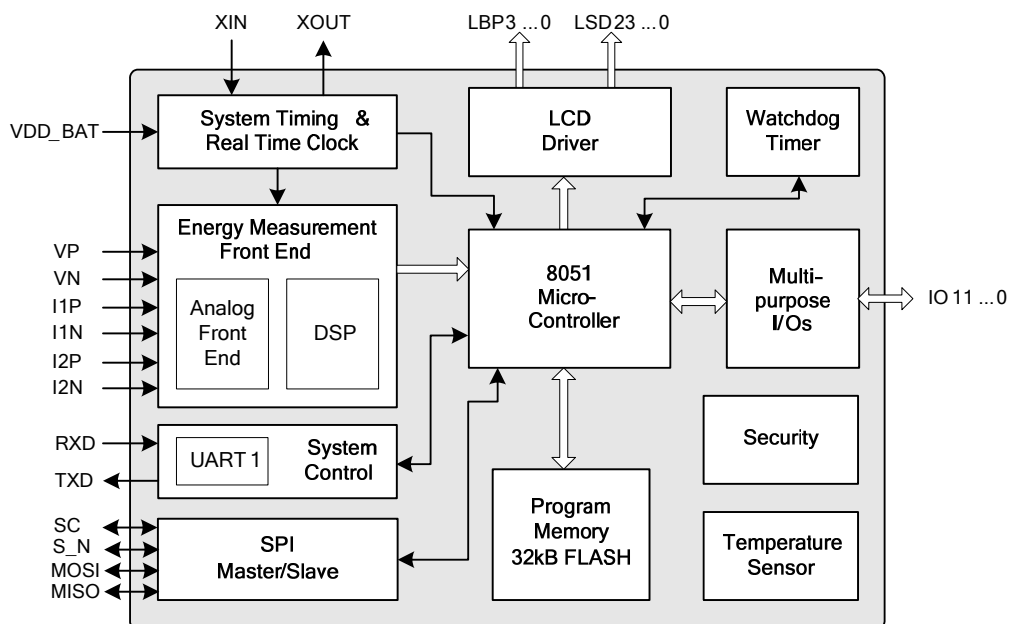 XIN
XOUT
LBP3 ...0
LSD23 ...0
VDD_BAT
System Timing &
Real Time Clock
LCD
Driver
Watchdog
Timer
Energy Measurement
Front End
Analog
Front
End
DSP
VP
VN
I1P
I1N
I2P
I2N
8051
Micro-
Controller
Multi-
purpose
I/Os
IO 11 ...0
RXD
TXD
UART 1
System
Control
Security
SC
S_N
MOSI
MISO
SPI
Master/Slave
Program
Memory
32kB FLASH
Temperature
Sensor